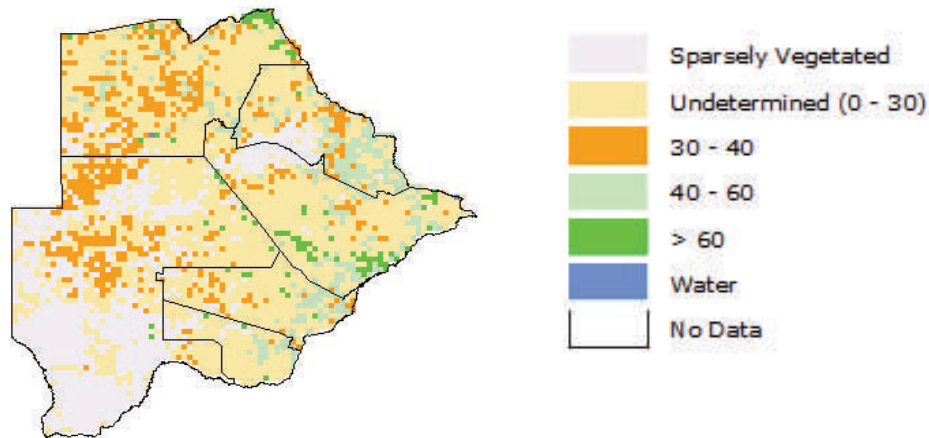 Sparsely Vegetated
Undetermined (0 - 30)
30 - 40
40 - 60
> 60
Water
No Data